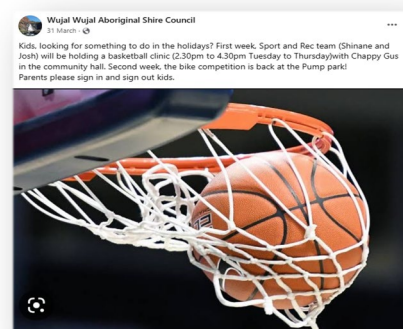 Wujal Wujal Aboriginal Shire Council
31 March ·
Kids, looking for something to do in the holidays? First week, Sport and Rec team (Shinane and
Josh) will be holding a basketball clinic (2.30pm to 4.30pm Tuesday to Thursday)with Chappy Gus
in the community hall. Second week, the bike competition is back at the Pump park!
Parents please sign in and sign out kids.